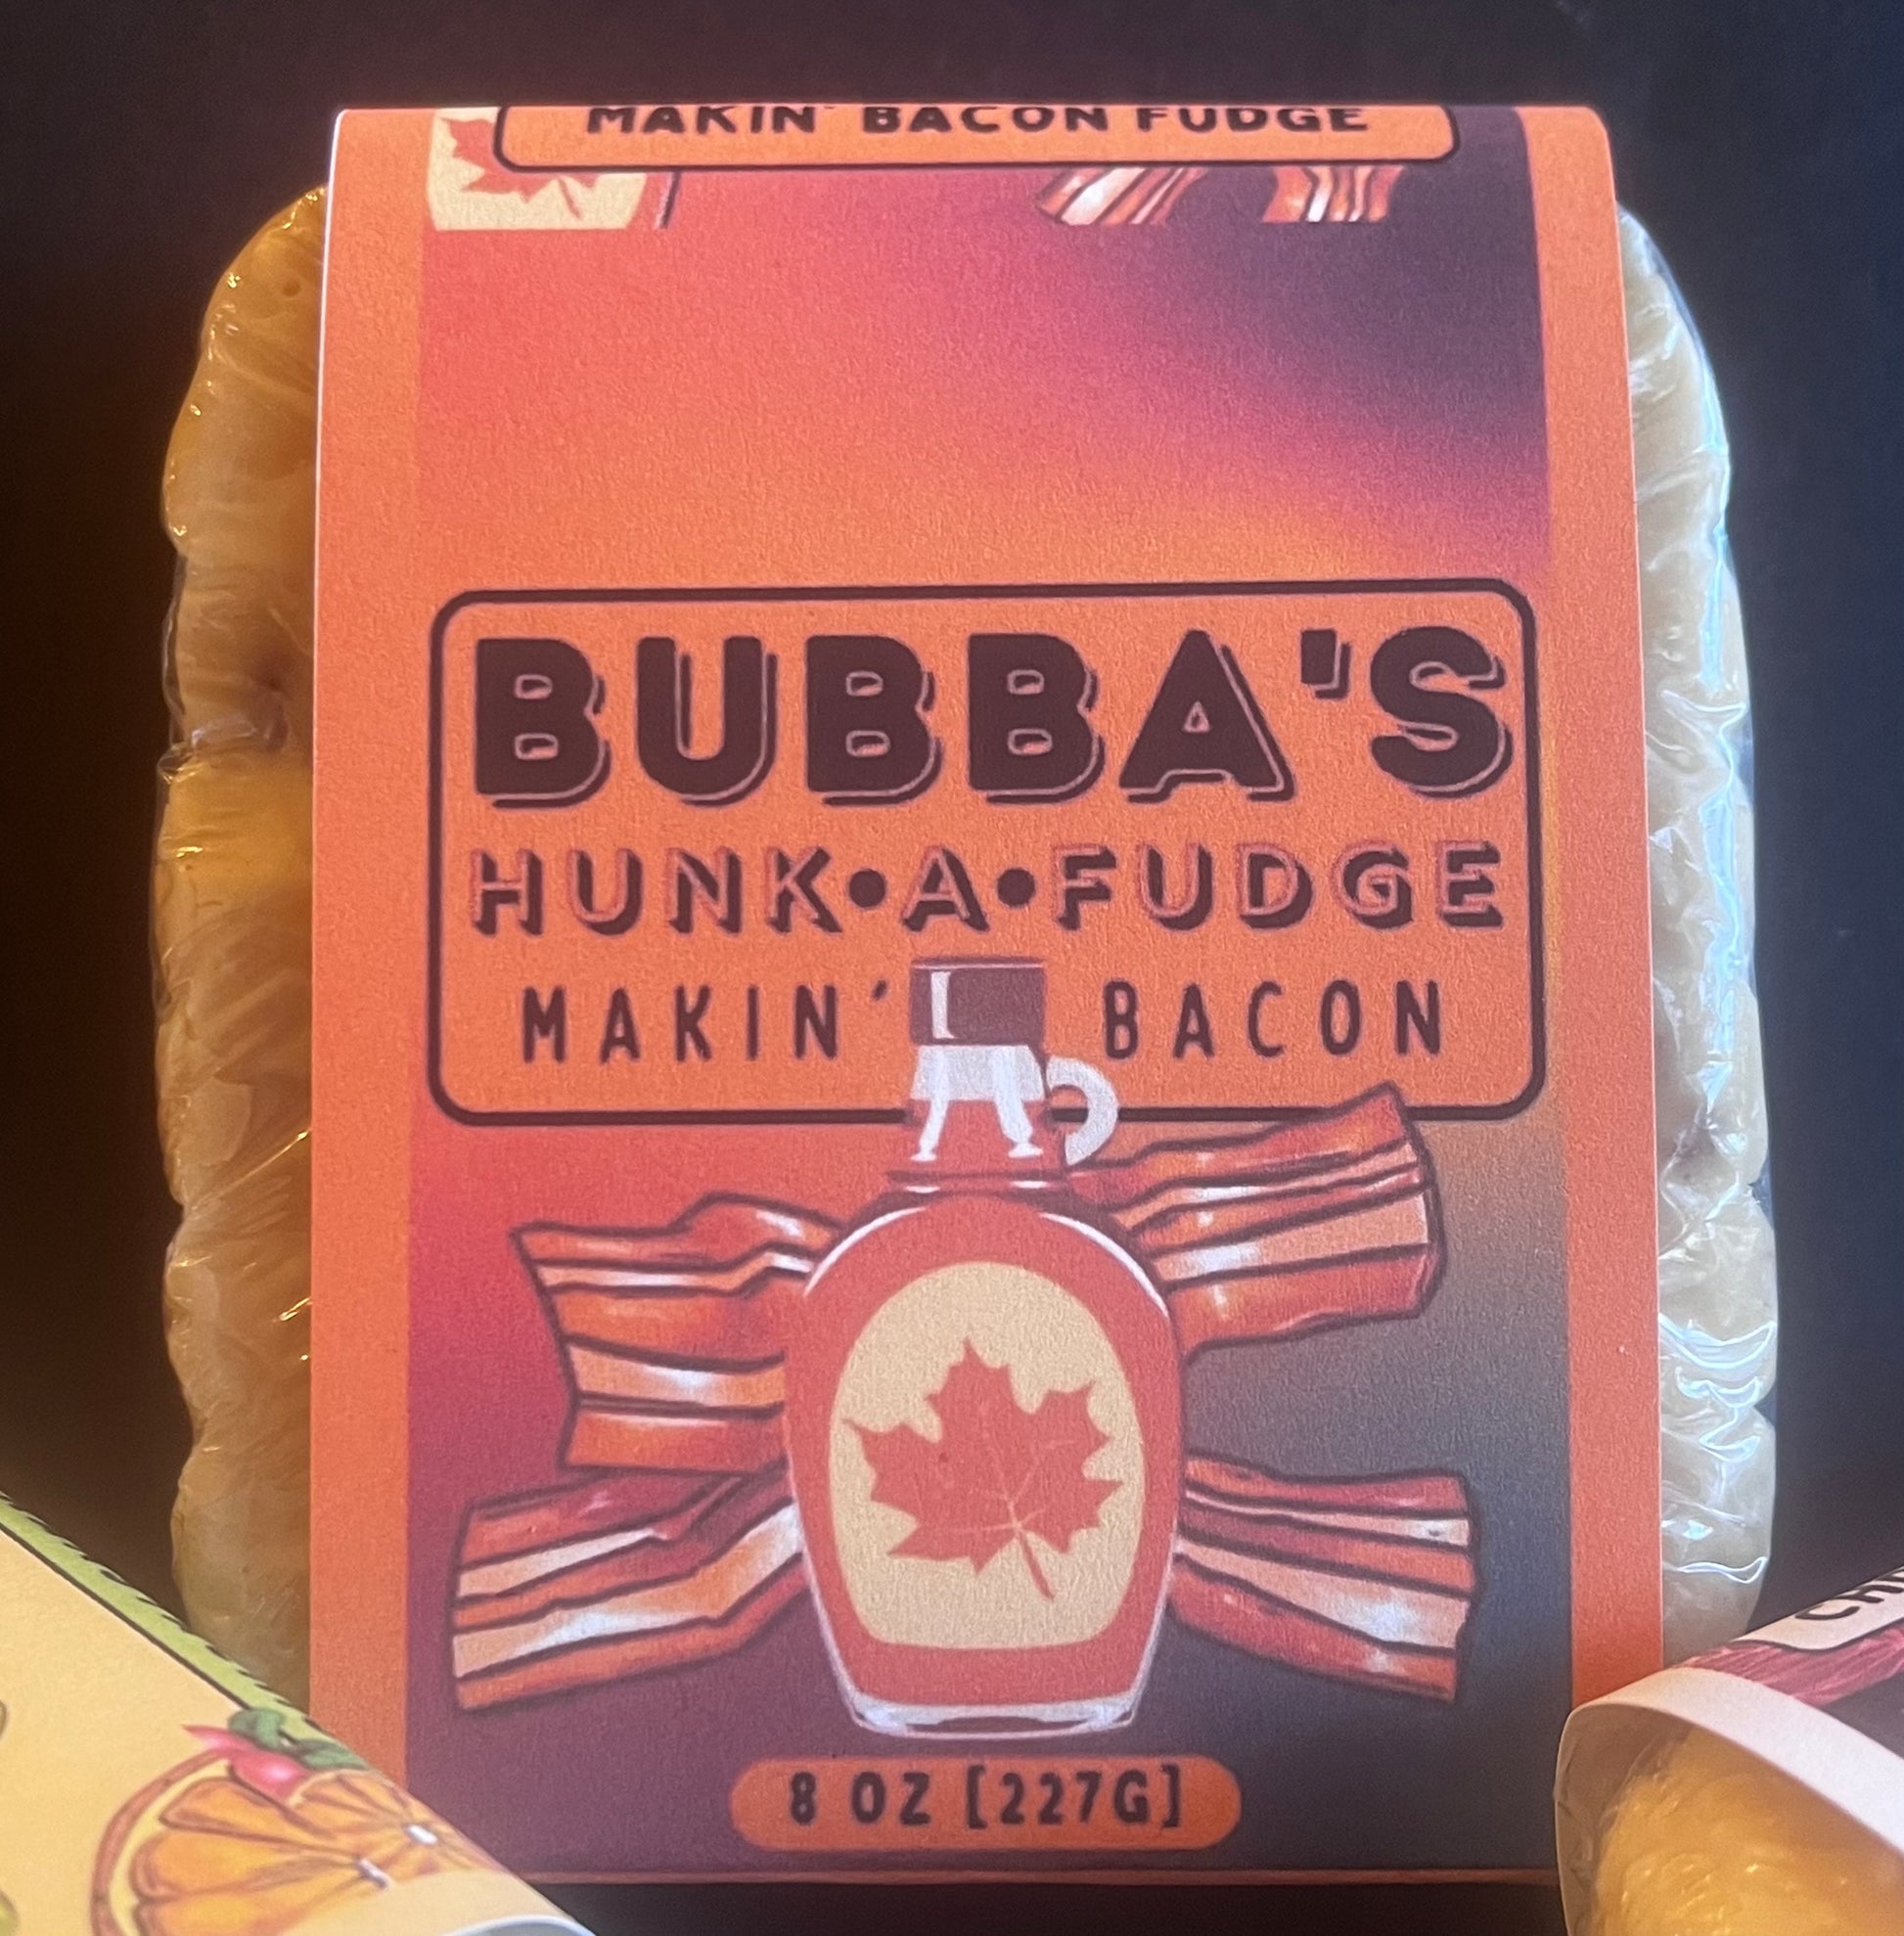 MAKIN' BACON FUDGE
BUBBA'S
HUNK•A•FUDGE
MAKIN' BACON
8 OZ [227G]